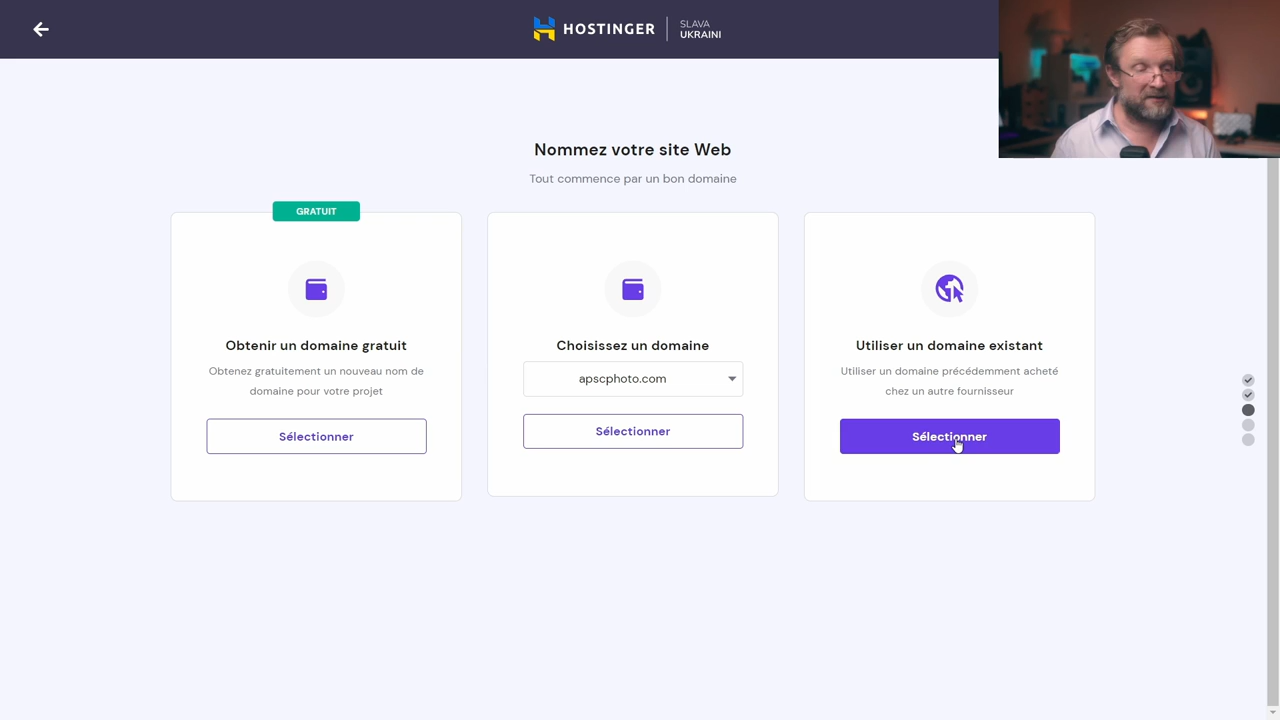 HOSTINGER
SLAVA
UKRAINI
Nommez votre site Web
Tout commence par un bon domaine
GRATUIT
Obtenir un domaine gratuit
Obtenez gratuitement un nouveau nom de
domaine pour votre projet
Sélectionner
Choisissez un domaine
apscphoto.com
Sélectionner
Utiliser un domaine existant
Utiliser un domaine précédemment acheté
chez un autre fournisseur
Sélectionner